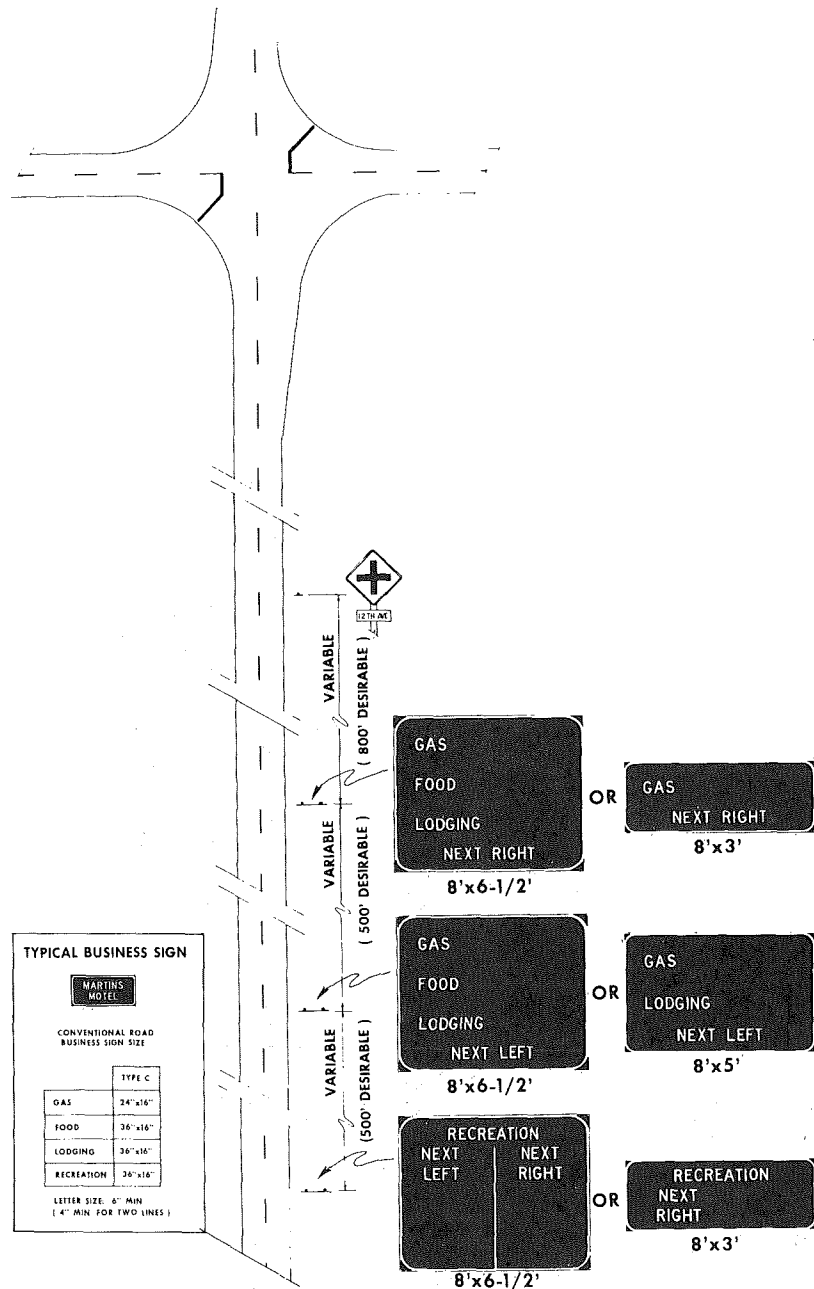 12TH AVE
VARIABLE
( 800' DESIRABLE )
GAS
FOOD
LODGING
NEXT RIGHT
8'x6-1/2'
OR
GAS
NEXT RIGHT
8'x3'
VARIABLE
( 500' DESIRABLE )
GAS
FOOD
LODGING
NEXT LEFT
8'x6-1/2'
OR
GAS
LODGING
NEXT LEFT
8'x5'
VARIABLE
(500' DESIRABLE )
RECREATION
NEXT LEFT
NEXT RIGHT
8'x6-1/2'
OR
RECREATION
NEXT
RIGHT
8'x3'
TYPICAL BUSINESS SIGN
MARTINS
MOTEL
CONVENTIONAL ROAD
BUSINESS SIGN SIZE
TYPE C
GAS 24"x16"
FOOD 36"x16"
LODGING 36"x16"
RECREATION 36"x16"
LETTER SIZE: 6" MIN
( 4" MIN FOR TWO LINES )